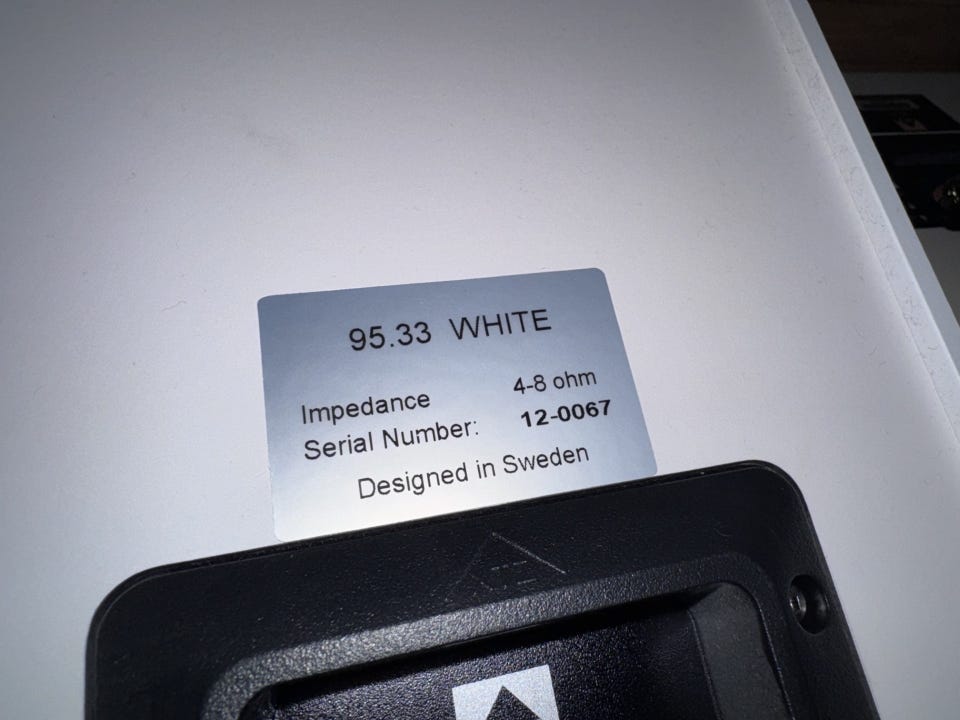 95.33 WHITE
Impedance 4-8 ohm
Serial Number: 12-0067
Designed in Sweden